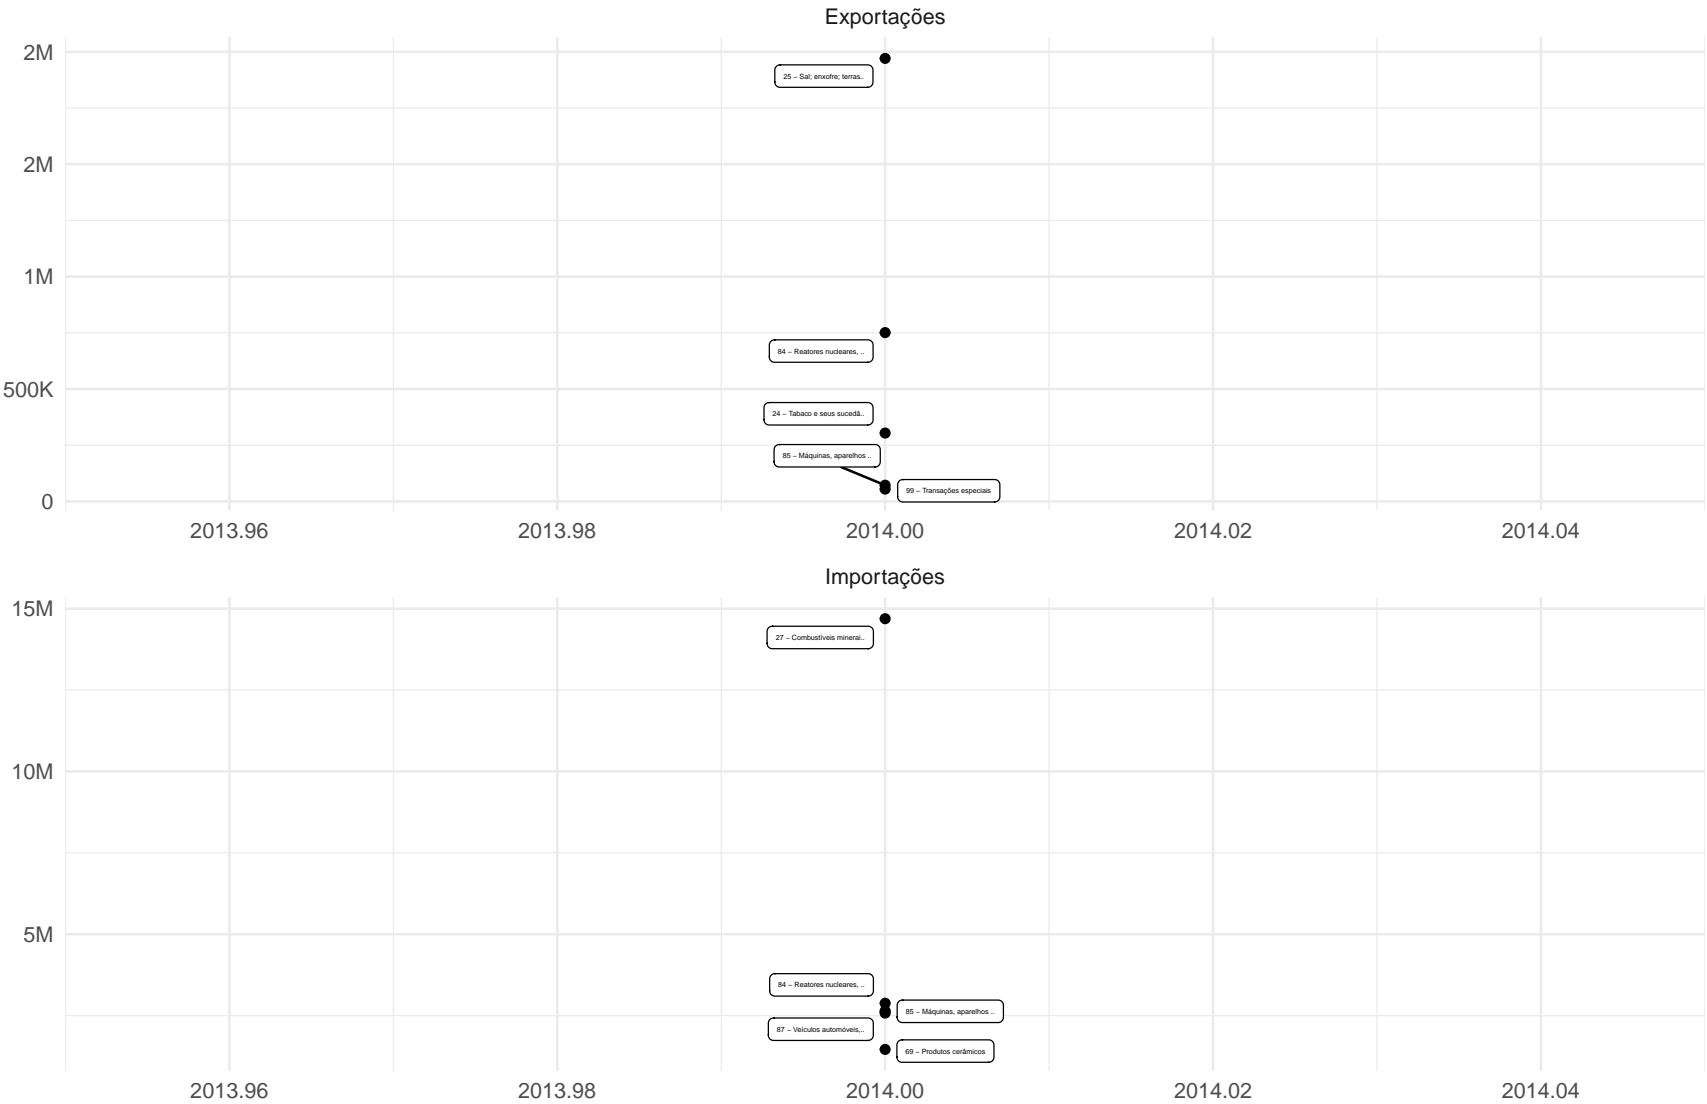 Exportações
2M
25 – Sal; enxofre; terras..
2M
1M
84 – Reatores nucleares, ..
500K
24 – Tabaco e seus sucedâ..
85 – Máquinas, aparelhos ..
99 – Transações especiais
0
2013.96 2013.98 2014.00 2014.02 2014.04
Importações
15M
27 – Combustíveis minerai..
10M
5M
84 – Reatores nucleares, ..
85 – Máquinas, aparelhos ..
87 – Veículos automóveis,..
69 – Produtos cerâmicos
2013.96 2013.98 2014.00 2014.02 2014.04